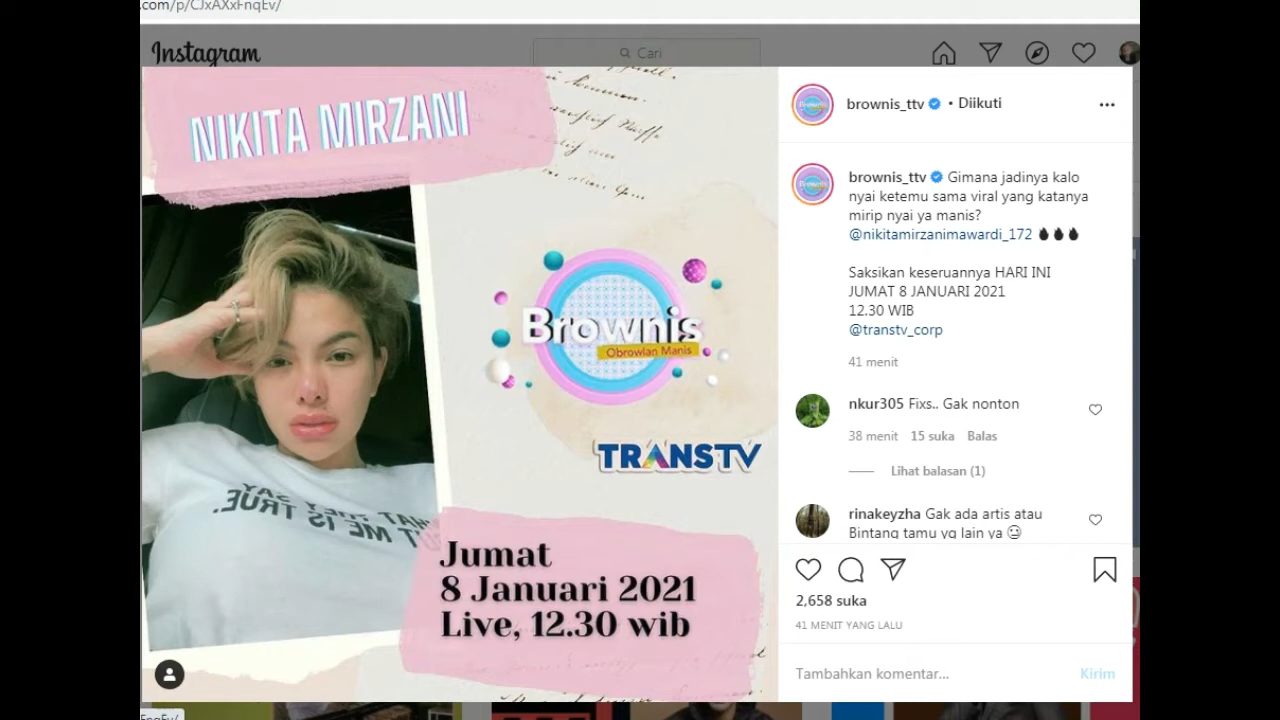 .com/p/CJxAXxFnqEv/
Instagram
Cari
NIKITA MIRZANI
Brownis
Obrowlan Manis
TRANSTV
Jumat
8 Januari 2021
Live, 12.30 wib
brownis_ttv • Diikuti
brownis_ttv Gimana jadinya kalo
nyai ketemu sama viral yang katanya
mirip nyai ya manis?
@nikitamirzanimawardi_172
Saksikan keseruannya HARI INI
JUMAT 8 JANUARI 2021
12.30 WIB
@transtv_corp
41 menit
nkur305 Fixs.. Gak nonton
38 menit 15 suka Balas
Lihat balasan (1)
rinakeyzha Gak ada artis atau
Bintang tamu yg lain ya
2,658 suka
41 MENIT YANG LALU
Tambahkan komentar... Kirim